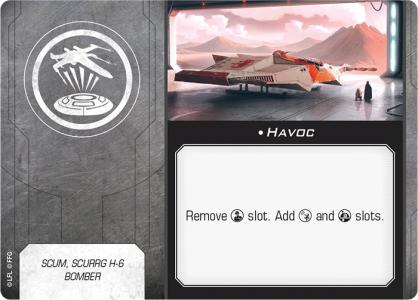 • HAVOC
Remove slot. Add and slots.
SCUM, SCURRG H-6
BOMBER
© LFL © FFG